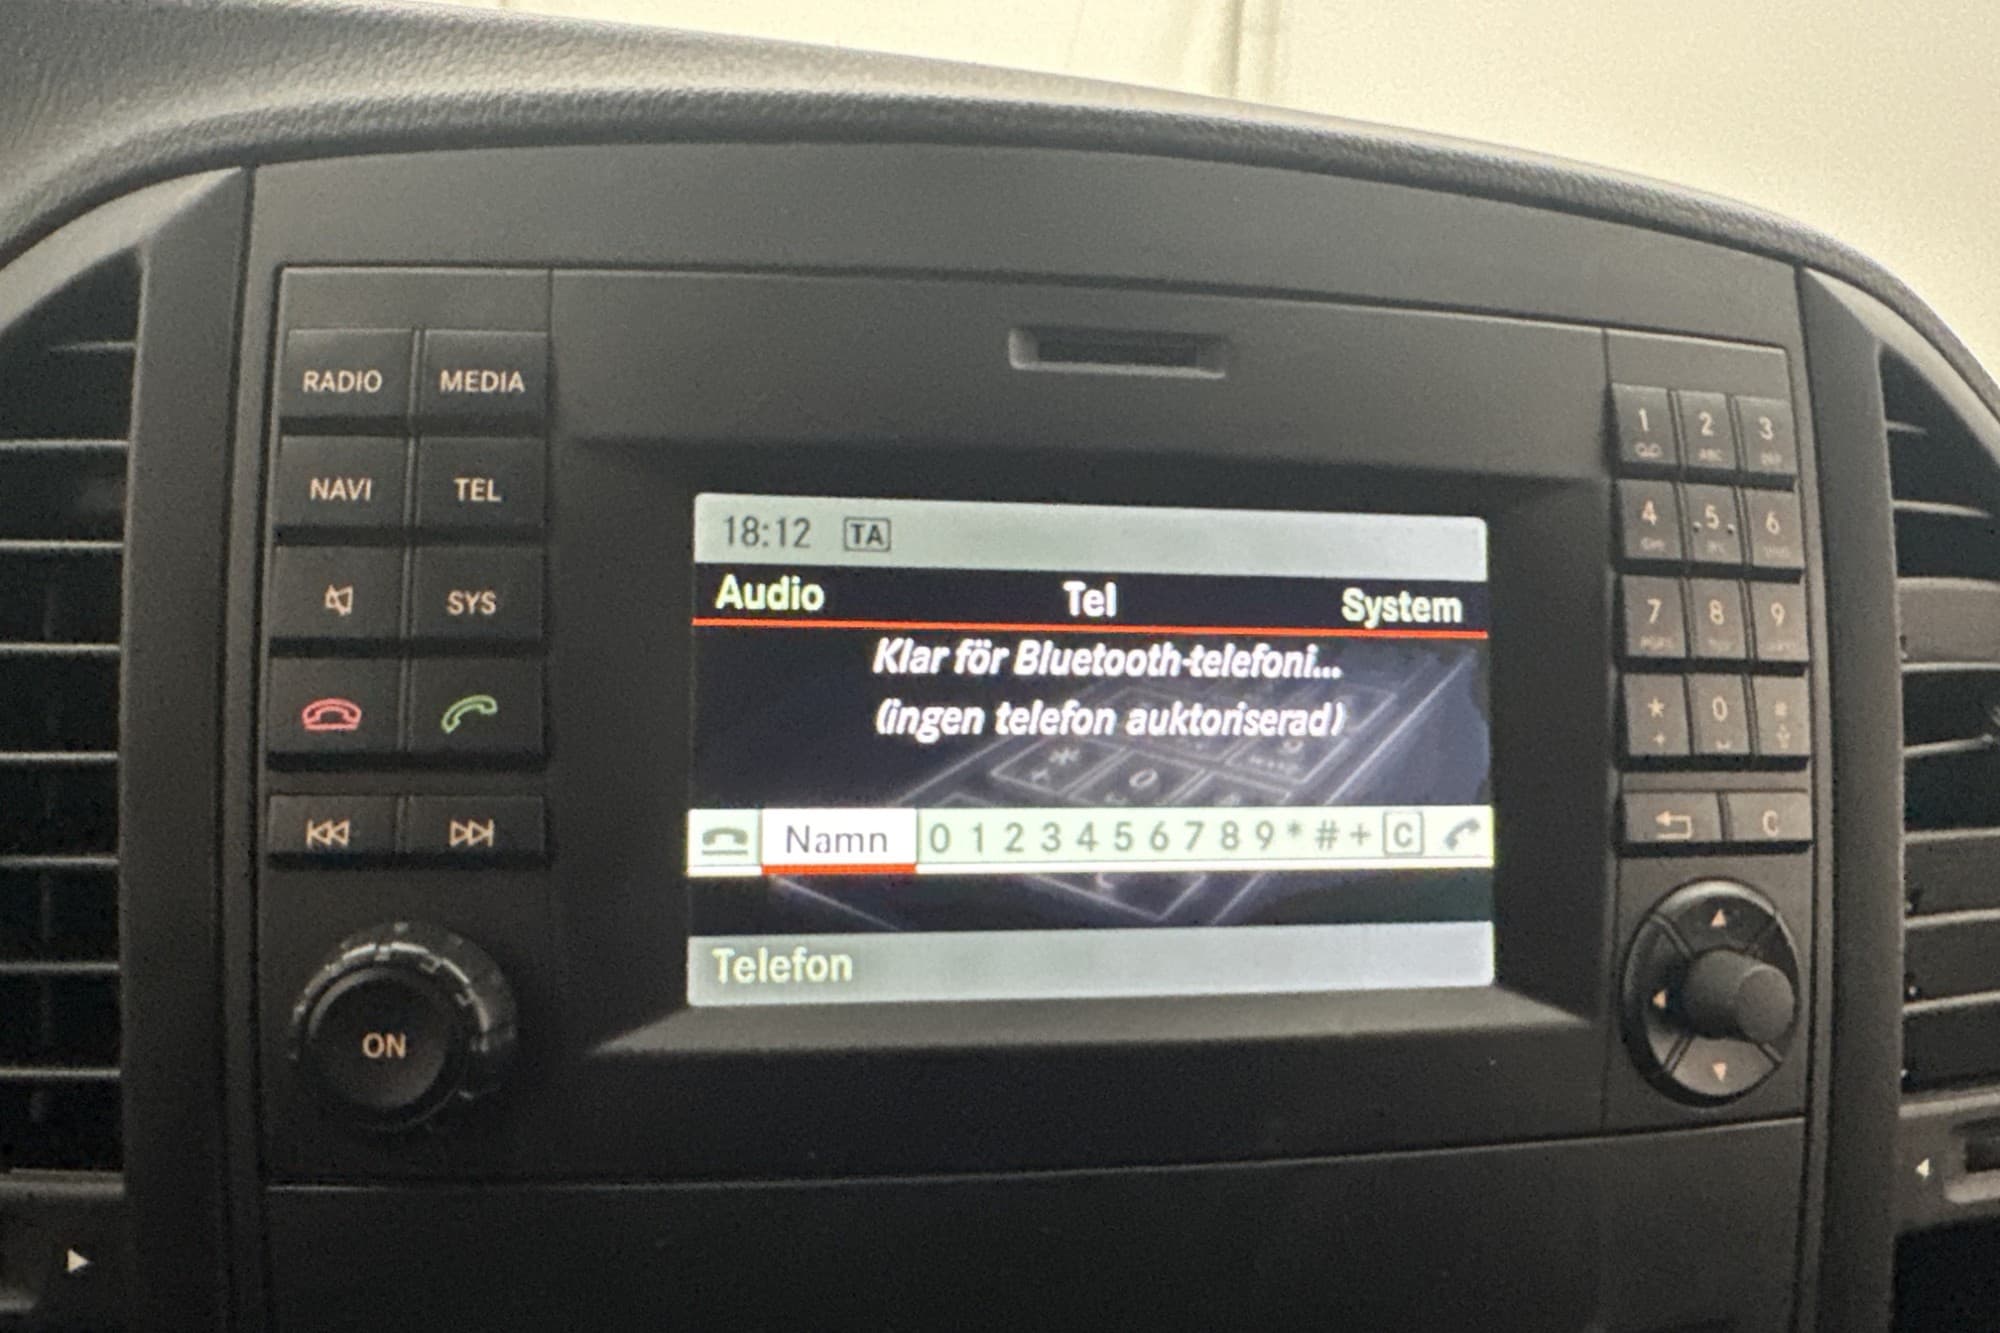 RADIO MEDIA
NAVI TEL
SYS
ON
18:12 TA
Audio Tel System
Klar för Bluetooth-telefoni...
(ingen telefon auktoriserad)
Namn 0 1 2 3 4 5 6 7 8 9 * # + C
Telefon
1 2 3
ABC
4 5 6
7 8 9
* 0 #
+
C